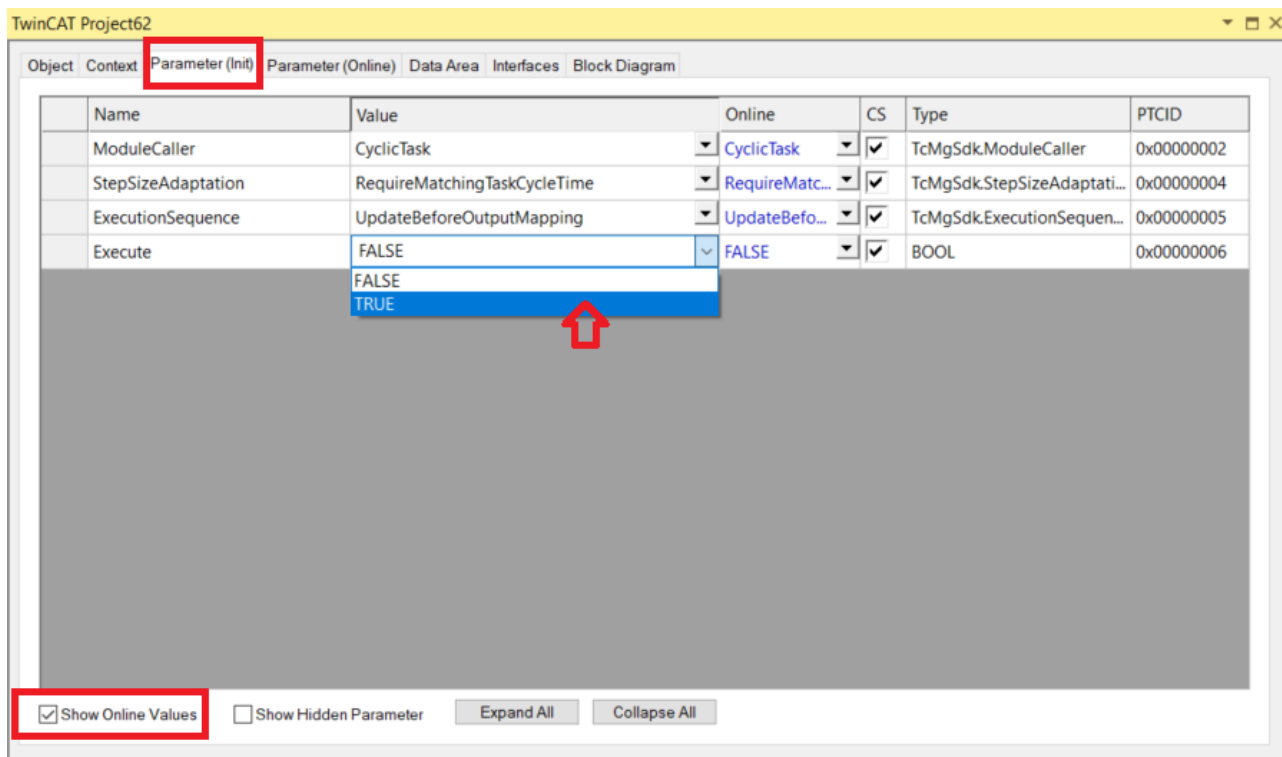 TwinCAT Project62
Object Context Parameter (Init) Parameter (Online) Data Area Interfaces Block Diagram
Name Value Online CS Type PTCID
ModuleCaller CyclicTask CyclicTask TcMgSdk.ModuleCaller 0x00000002
StepSizeAdaptation RequireMatchingTaskCycleTime RequireMatc... TcMgSdk.StepSizeAdaptati... 0x00000004
ExecutionSequence UpdateBeforeOutputMapping UpdateBefo... TcMgSdk.ExecutionSequen... 0x00000005
Execute FALSE FALSE BOOL 0x00000006
FALSE
TRUE
Show Online Values Show Hidden Parameter Expand All Collapse All